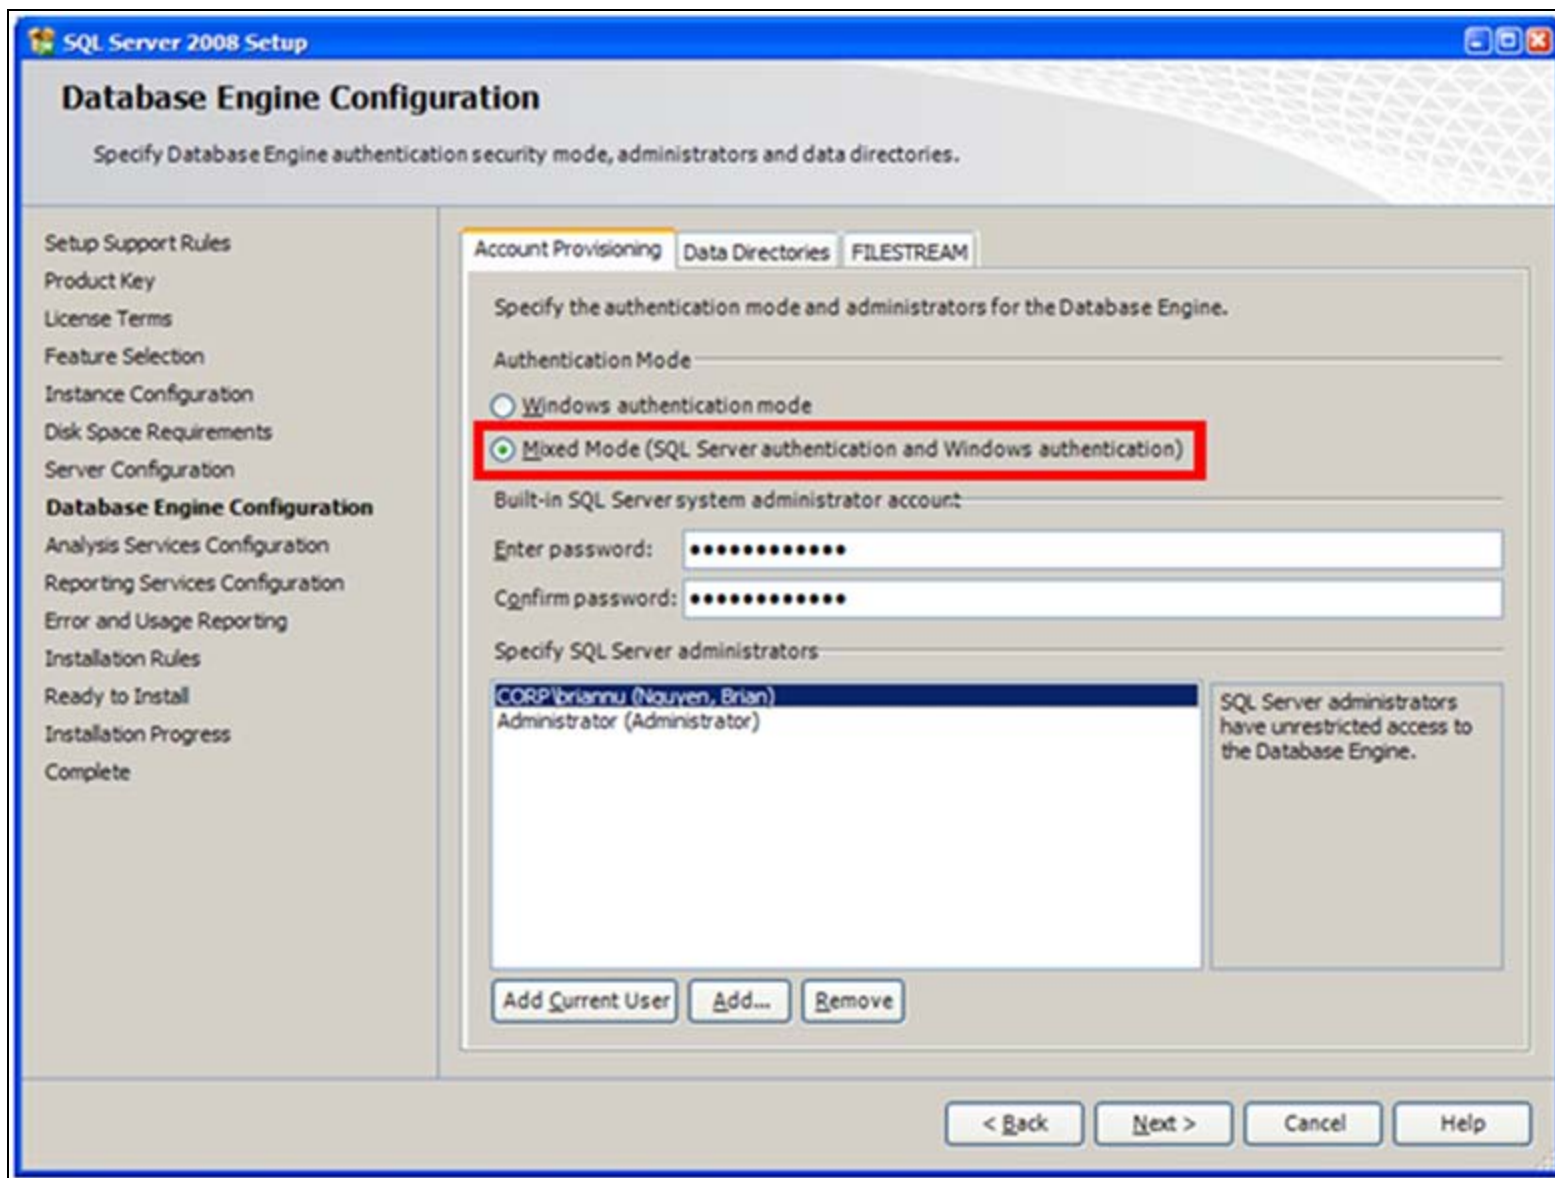 SQL Server 2008 Setup
Database Engine Configuration
Specify Database Engine authentication security mode, administrators and data directories.
Setup Support Rules
Product Key
License Terms
Feature Selection
Instance Configuration
Disk Space Requirements
Server Configuration
Database Engine Configuration
Analysis Services Configuration
Reporting Services Configuration
Error and Usage Reporting
Installation Rules
Ready to Install
Installation Progress
Complete
Account Provisioning Data Directories FILESTREAM
Specify the authentication mode and administrators for the Database Engine.
Authentication Mode
Windows authentication mode
Mixed Mode (SQL Server authentication and Windows authentication)
Built-in SQL Server system administrator account
Enter password: ●●●●●●●●●●●●
Confirm password: ●●●●●●●●●●●●
Specify SQL Server administrators
CORP\briannu (Nguyen, Brian)
Administrator (Administrator)
SQL Server administrators
have unrestricted access to
the Database Engine.
Add Current User Add... Remove
< Back Next > Cancel Help